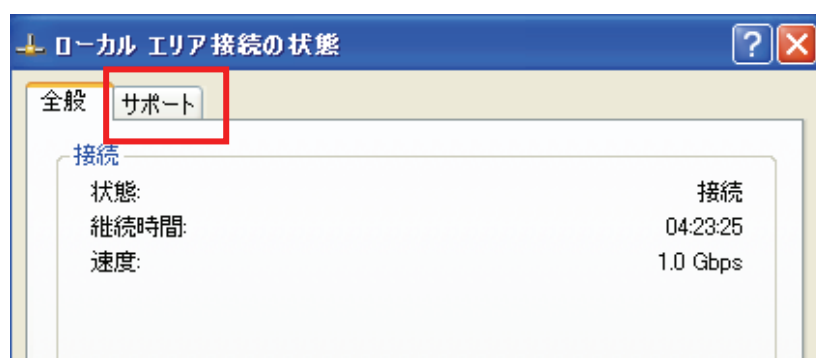 ローカル エリア接続の状態
全般 サポート
接続
状態: 接続
継続時間: 04:23:25
速度: 1.0 Gbps